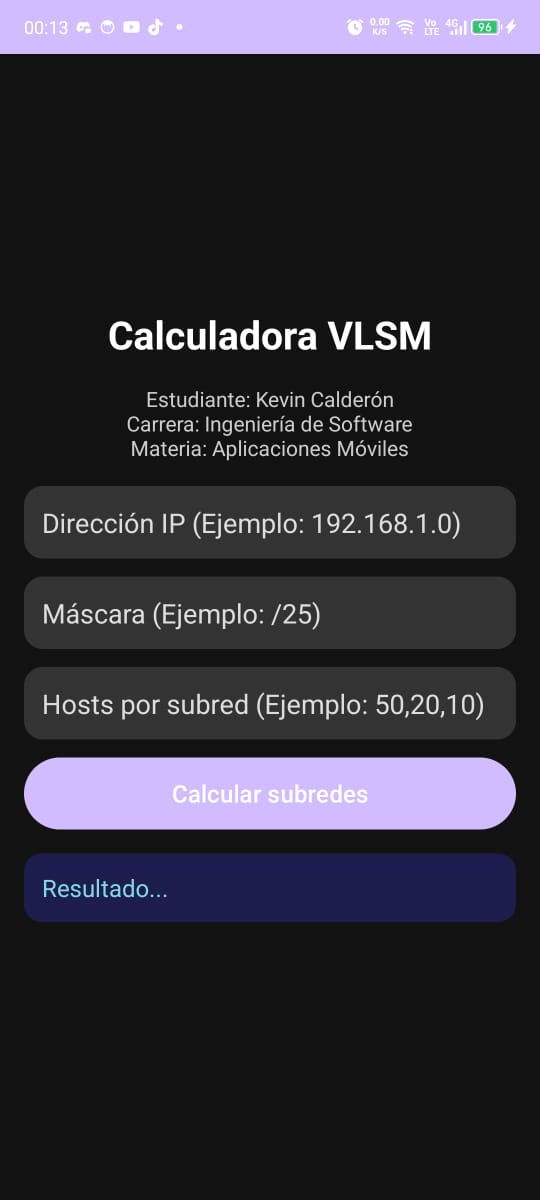 00:13 0.00 K/S Vo LTE 4G 96
Calculadora VLSM
Estudiante: Kevin Calderón
Carrera: Ingeniería de Software
Materia: Aplicaciones Móviles
Dirección IP (Ejemplo: 192.168.1.0)
Máscara (Ejemplo: /25)
Hosts por subred (Ejemplo: 50,20,10)
Calcular subredes
Resultado...